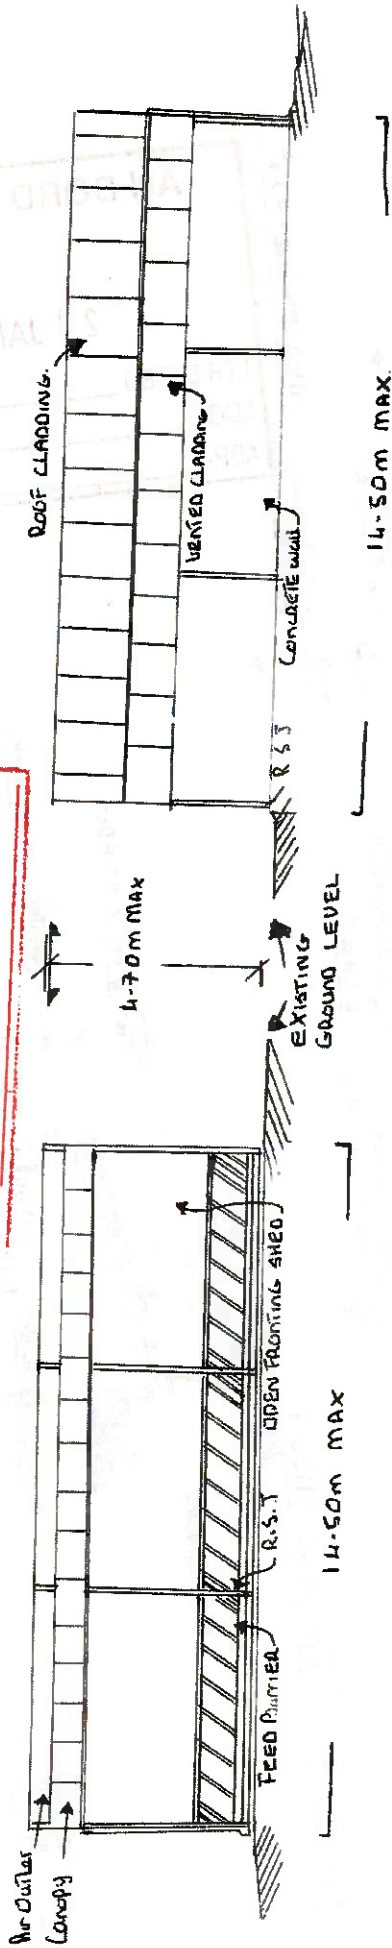 Air Outlet
Canopy
FEED BARRIER
R.S.J
OPEN FRONTING SHED
14.50m MAX
4.70m MAX
EXISTING
GROUND LEVEL
ROOF CLADDING.
VENTED CLADDING
CONCRETE WALL
R S J
14.50m MAX.